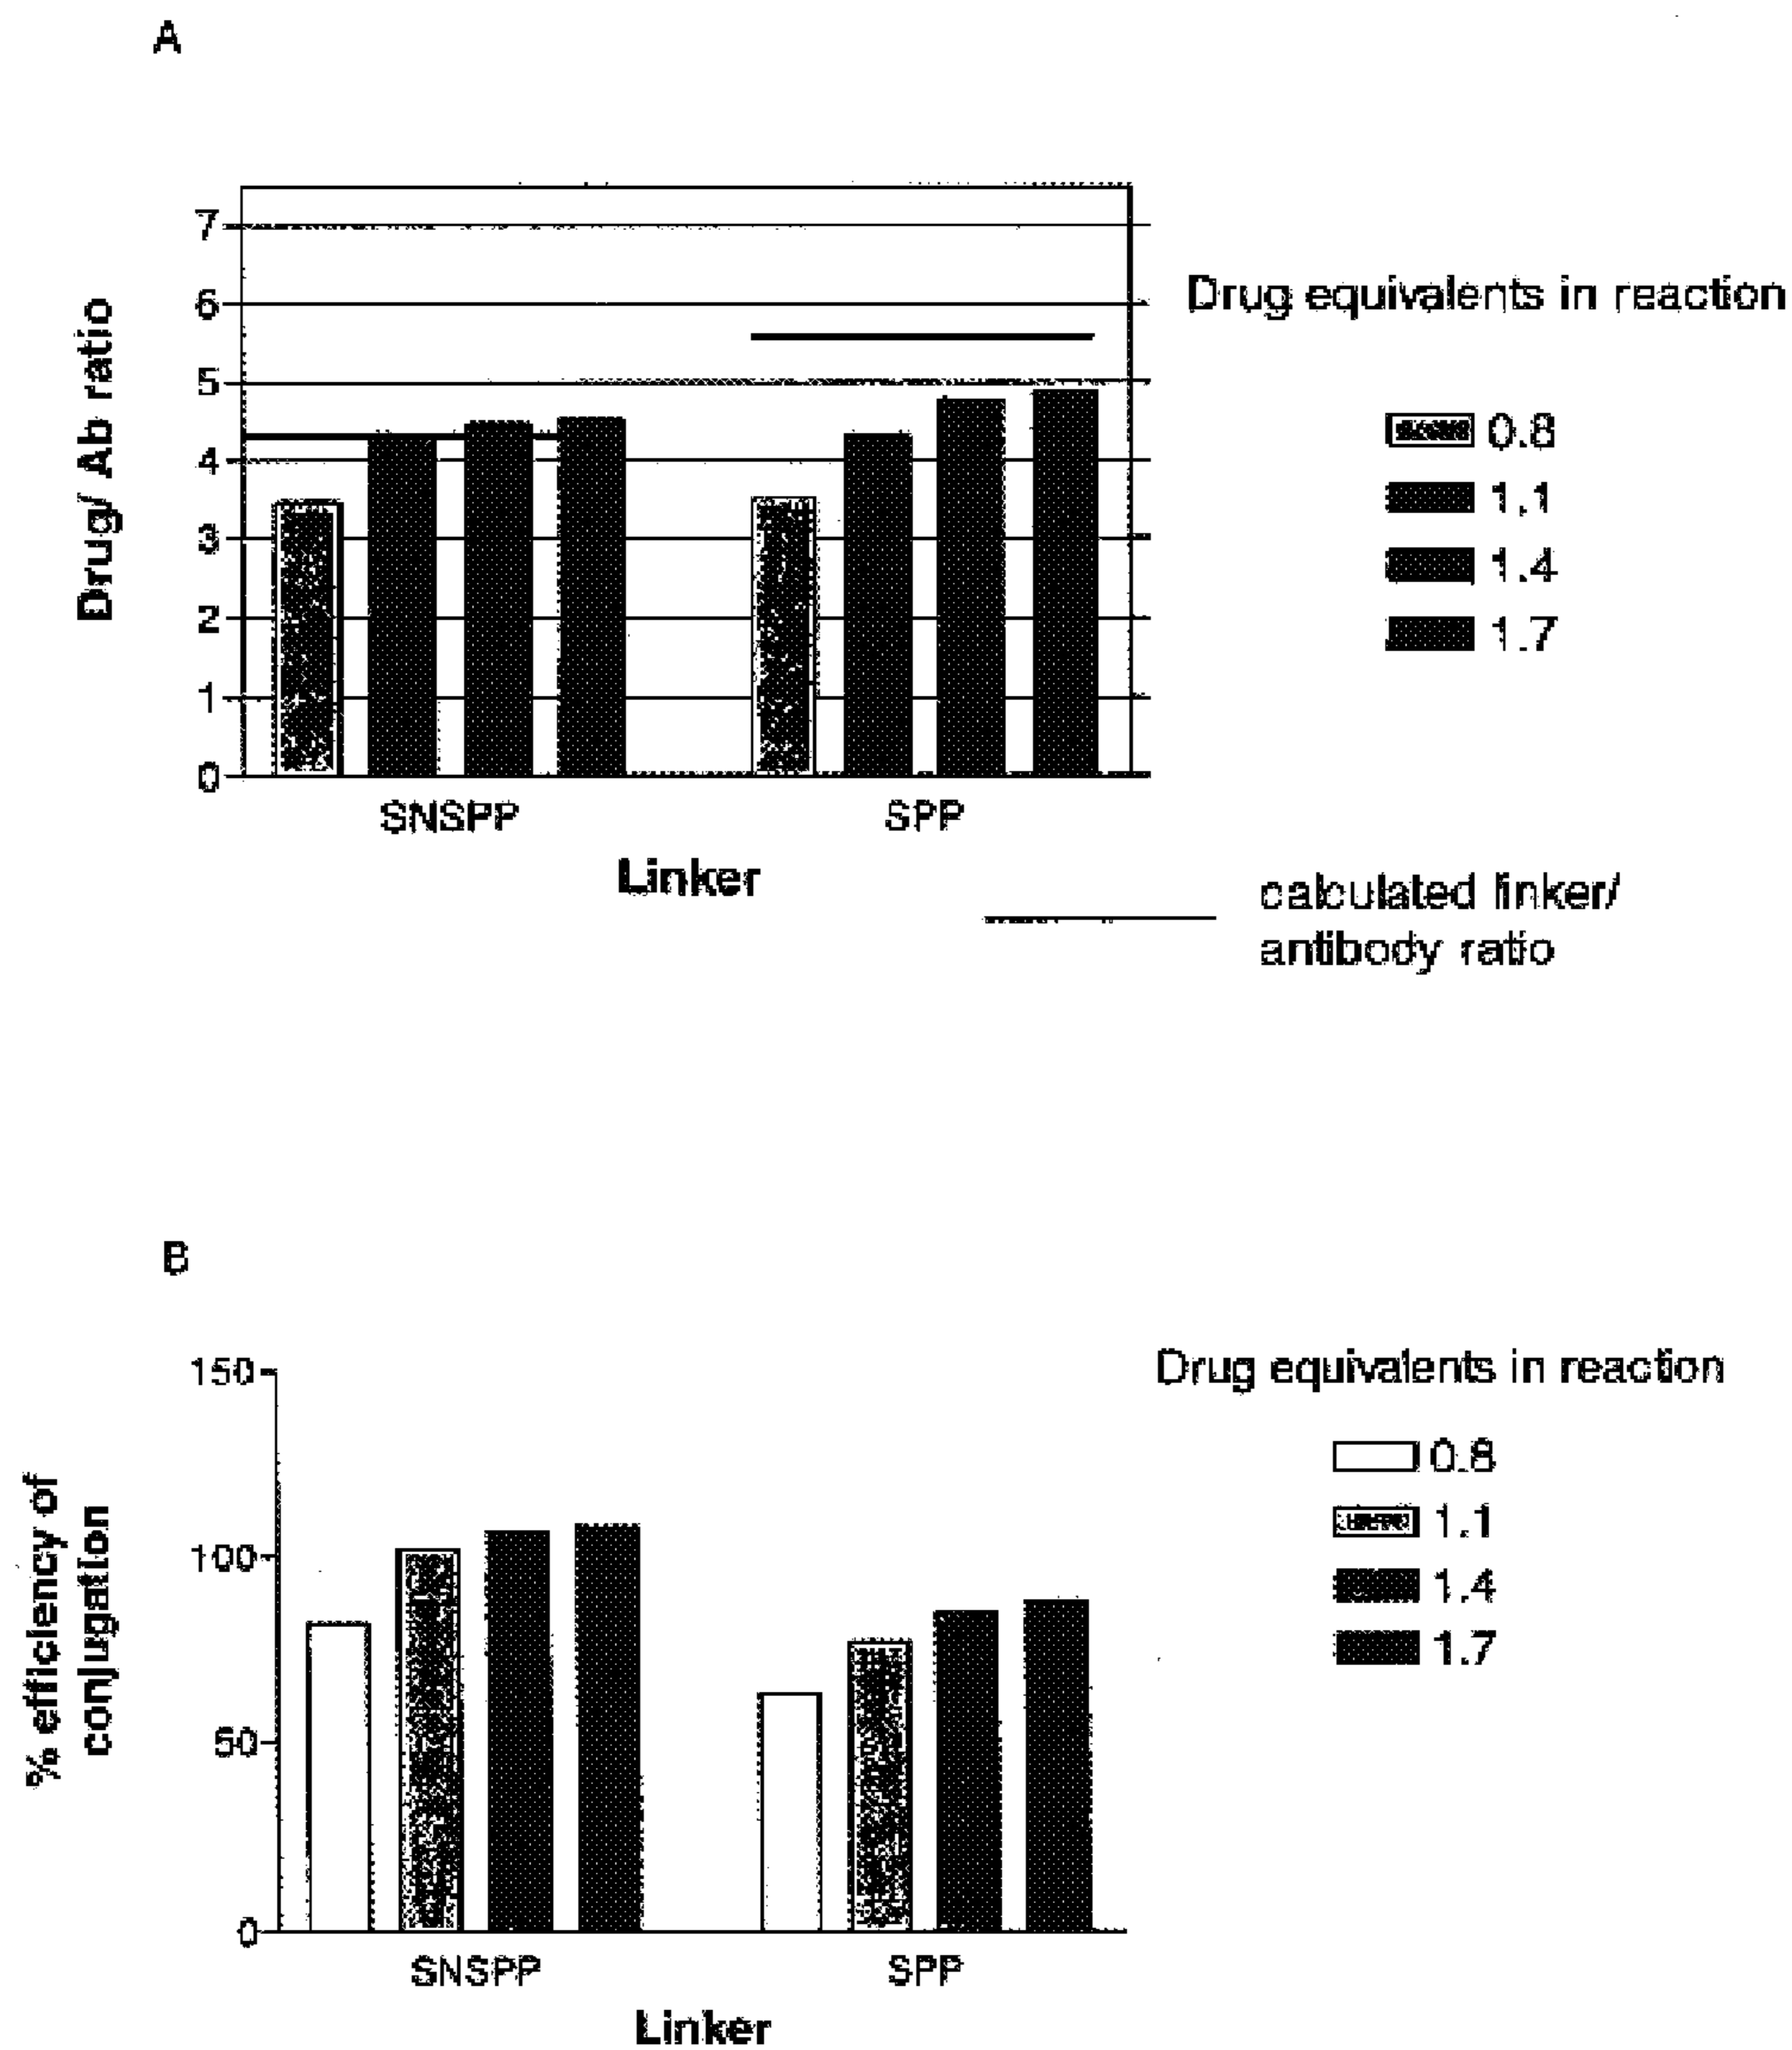 A
7
6
5
4
3
2
1
0
Drug/ Ab ratio
SNSPP SPP
Linker
Drug equivalents in reaction
0.8
1.1
1.4
1.7
calculated linker/
antibody ratio
B
150
100
50
0
% efficiency of
conjugation
SNSPP SPP
Linker
Drug equivalents in reaction
0.8
1.1
1.4
1.7